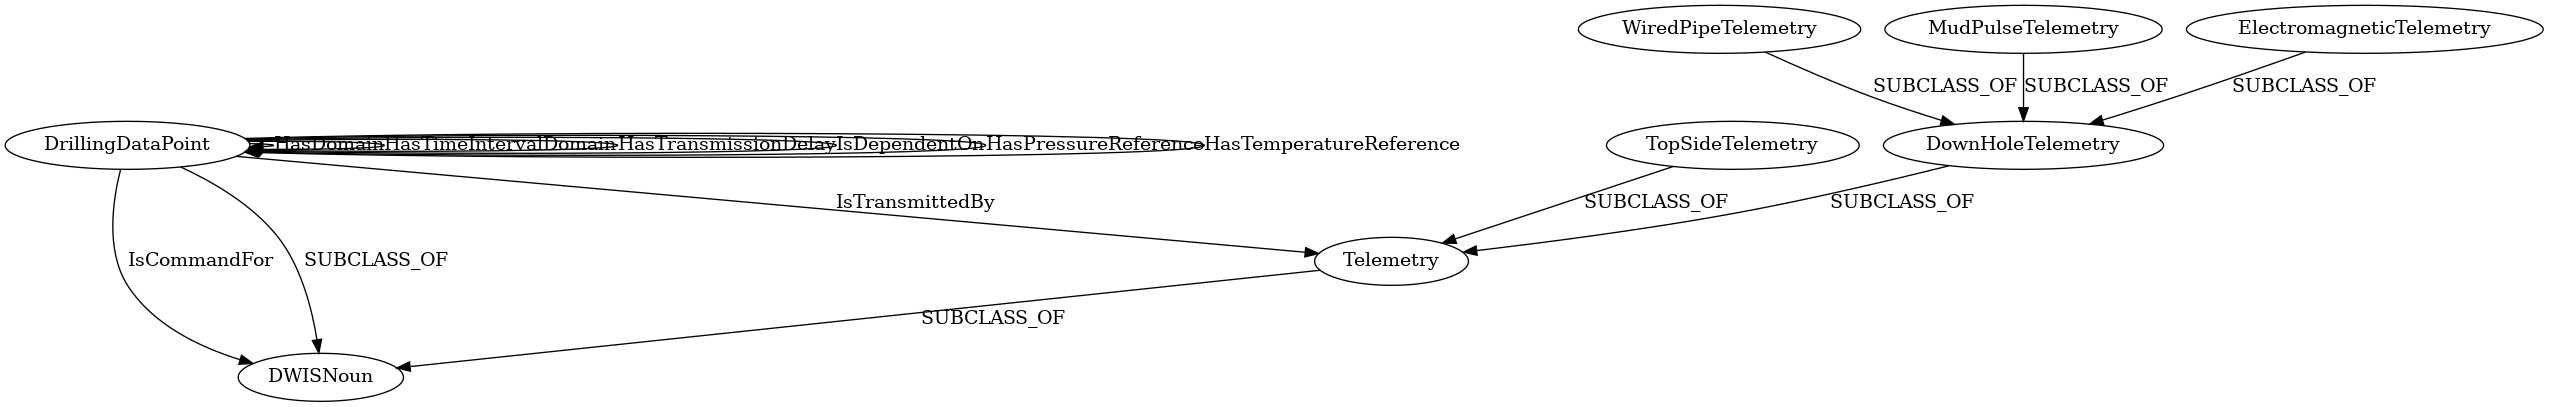 WiredPipeTelemetry
MudPulseTelemetry
ElectromagneticTelemetry
SUBCLASS_OF
SUBCLASS_OF
SUBCLASS_OF
DrillingDataPoint
HasDomain
HasTimeIntervalDomain
HasTransmissionDelay
IsDependentOn
HasPressureReference
HasTemperatureReference
TopSideTelemetry
DownHoleTelemetry
IsTransmittedBy
SUBCLASS_OF
SUBCLASS_OF
IsCommandFor
SUBCLASS_OF
Telemetry
SUBCLASS_OF
DWISNoun